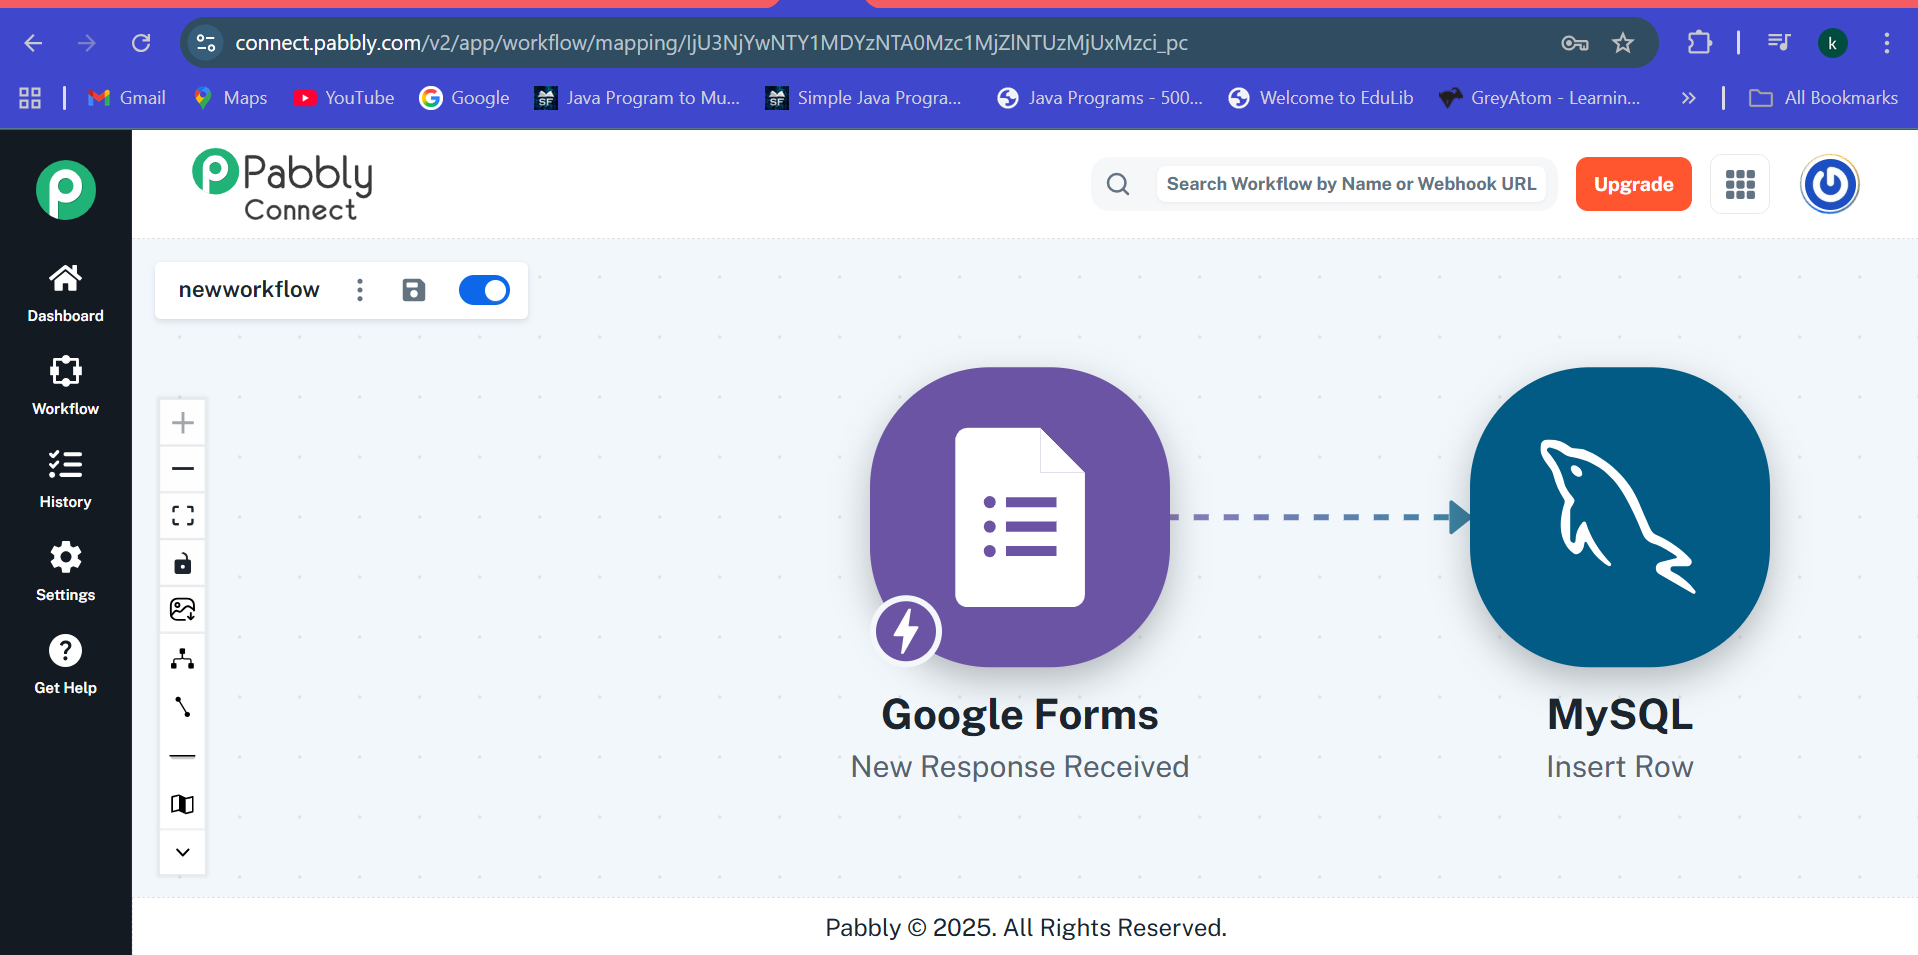 connect.pabbly.com/v2/app/workflow/mapping/IjU3NjYwNTY1MDYzNTA0Mzc1MjZlNTUzMjUxMzci_pc
k
Gmail
Maps
YouTube
Google
SF
Java Program to Mu...
SF
Simple Java Progra...
Java Programs - 500...
Welcome to EduLib
GreyAtom - Learnin...
All Bookmarks
Pabbly
Connect
Search Workflow by Name or Webhook URL
Upgrade
Dashboard
Workflow
History
Settings
Get Help
newworkflow
Google Forms
New Response Received
MySQL
Insert Row
Pabbly © 2025. All Rights Reserved.